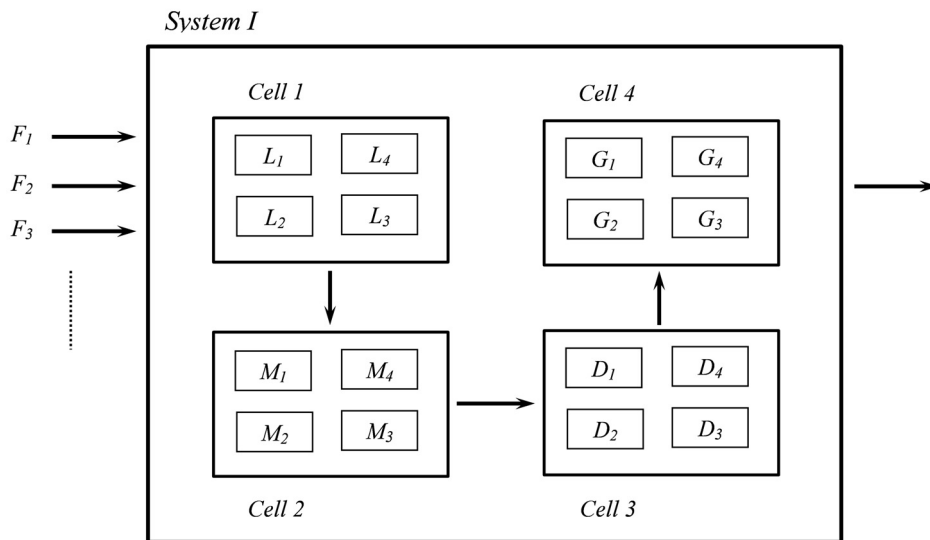 System I
Cell 1
Cell 4
F1
F2
F3
L1
L4
L2
L3
G1
G4
G2
G3
M1
M4
M2
M3
D1
D4
D2
D3
Cell 2
Cell 3